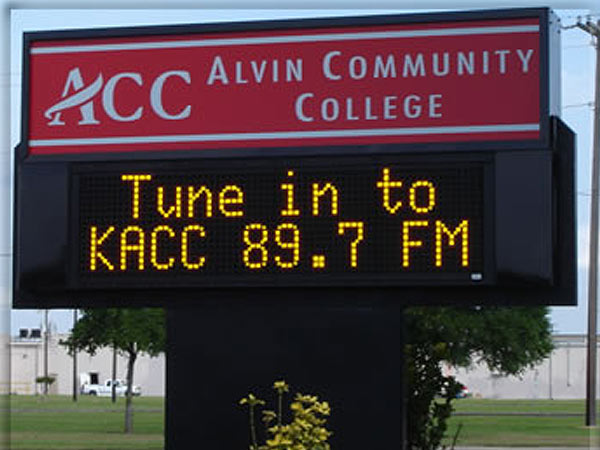 ACC ALVIN COMMUNITY
COLLEGE
Tune in to
KACC 89.7 FM